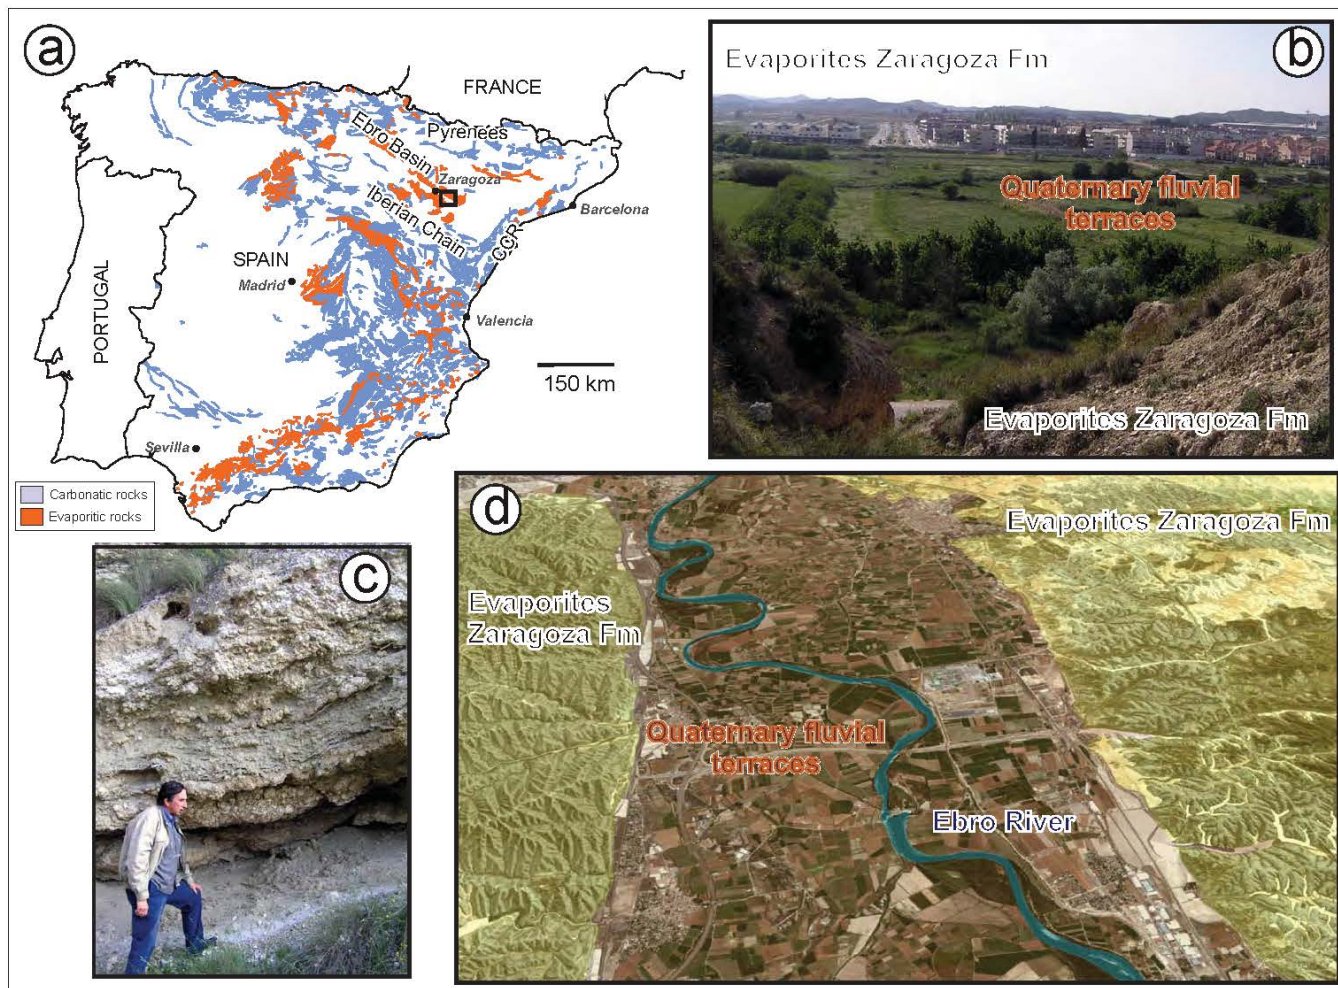 a
FRANCE
Pyrenees
Ebro Basin
Zaragoza
Iberian Chain
Barcelona
CCR
SPAIN
Madrid
PORTUGAL
Valencia
150 km
Sevilla
Carbonatic rocks
Evaporitic rocks
b
Evaporites Zaragoza Fm
Quaternary fluvial
terraces
Evaporites Zaragoza Fm
c
d
Evaporites Zaragoza Fm
Evaporites
Zaragoza Fm
Quaternary fluvial
terraces
Ebro River